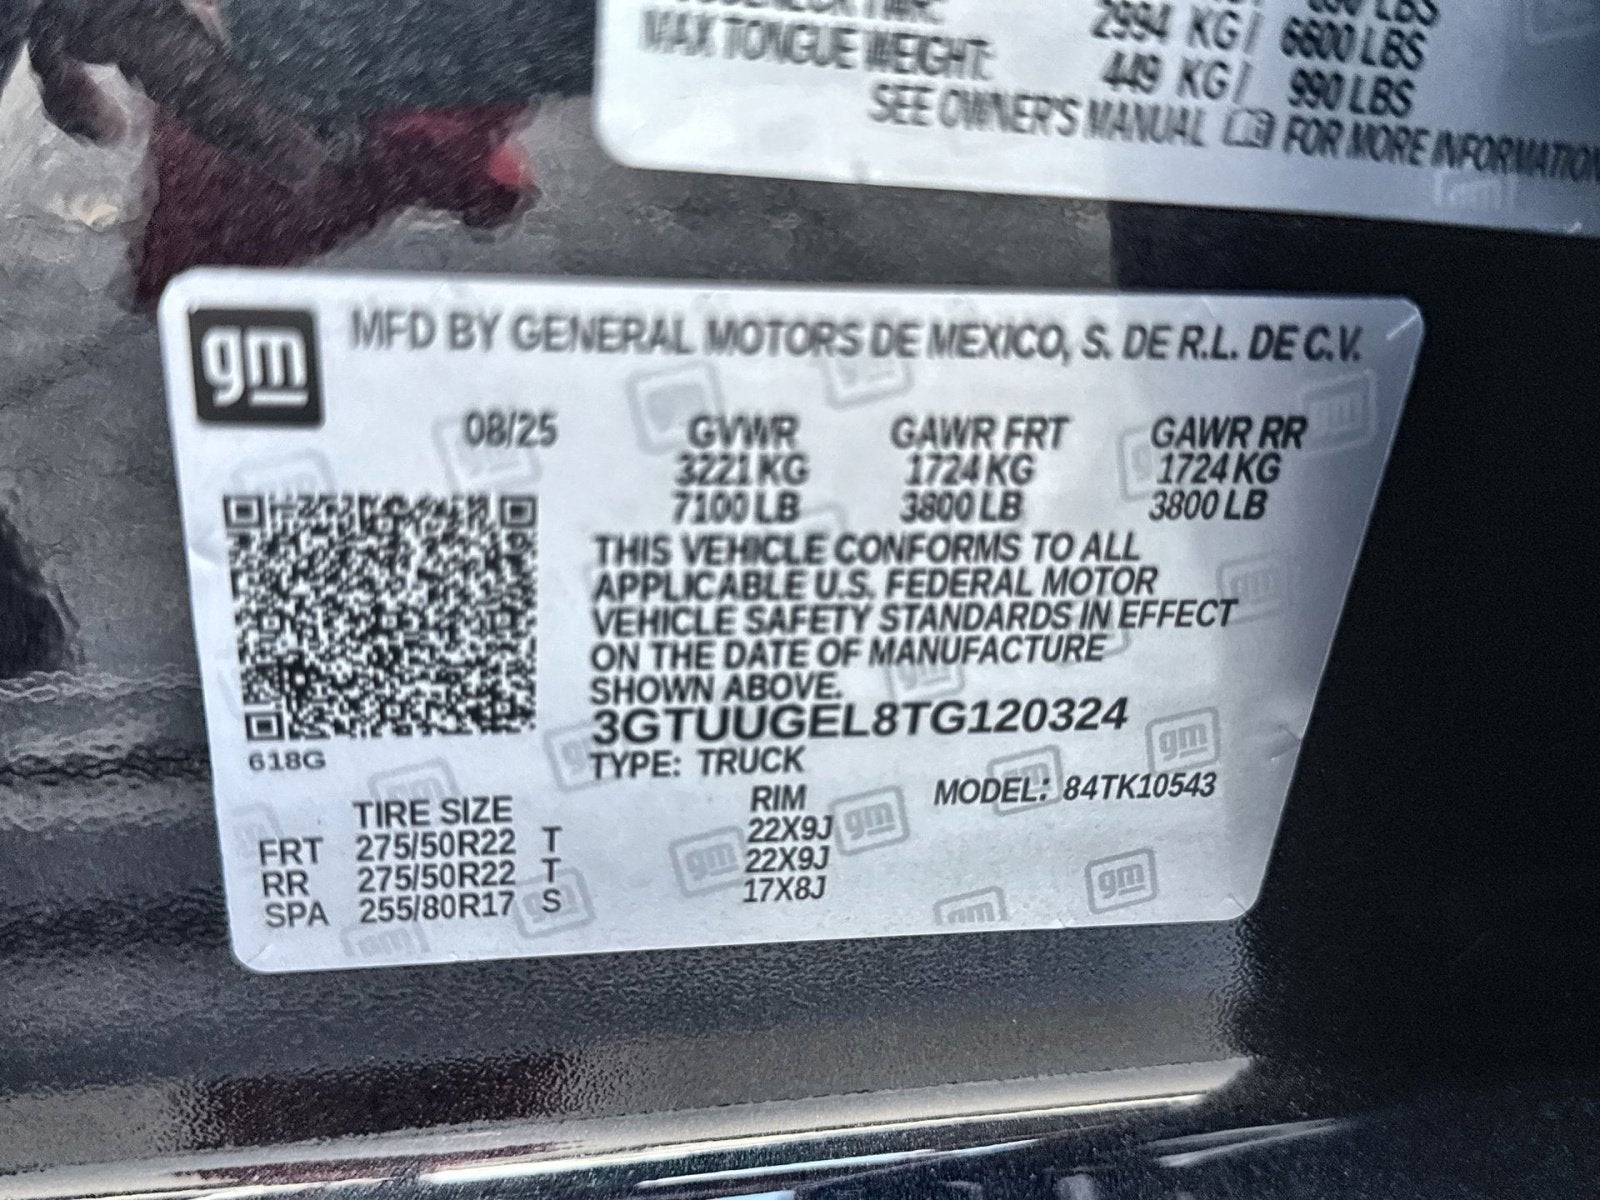 2994 KG / 6600 LBS
MAX TONGUE WEIGHT: 449 KG / 990 LBS
SEE OWNER'S MANUAL FOR MORE INFORMATION
gm
MFD BY GENERAL MOTORS DE MEXICO, S. DE R.L. DE C.V.
08/25 GVWR GAWR FRT GAWR RR
3221 KG 1724 KG 1724 KG
7100 LB 3800 LB 3800 LB
THIS VEHICLE CONFORMS TO ALL
APPLICABLE U.S. FEDERAL MOTOR
VEHICLE SAFETY STANDARDS IN EFFECT
ON THE DATE OF MANUFACTURE
SHOWN ABOVE.
3GTUUGEL8TG120324
618G
TYPE: TRUCK
MODEL: 84TK10543
TIRE SIZE RIM
FRT 275/50R22 T 22X9J
RR 275/50R22 T 22X9J
SPA 255/80R17 S 17X8J